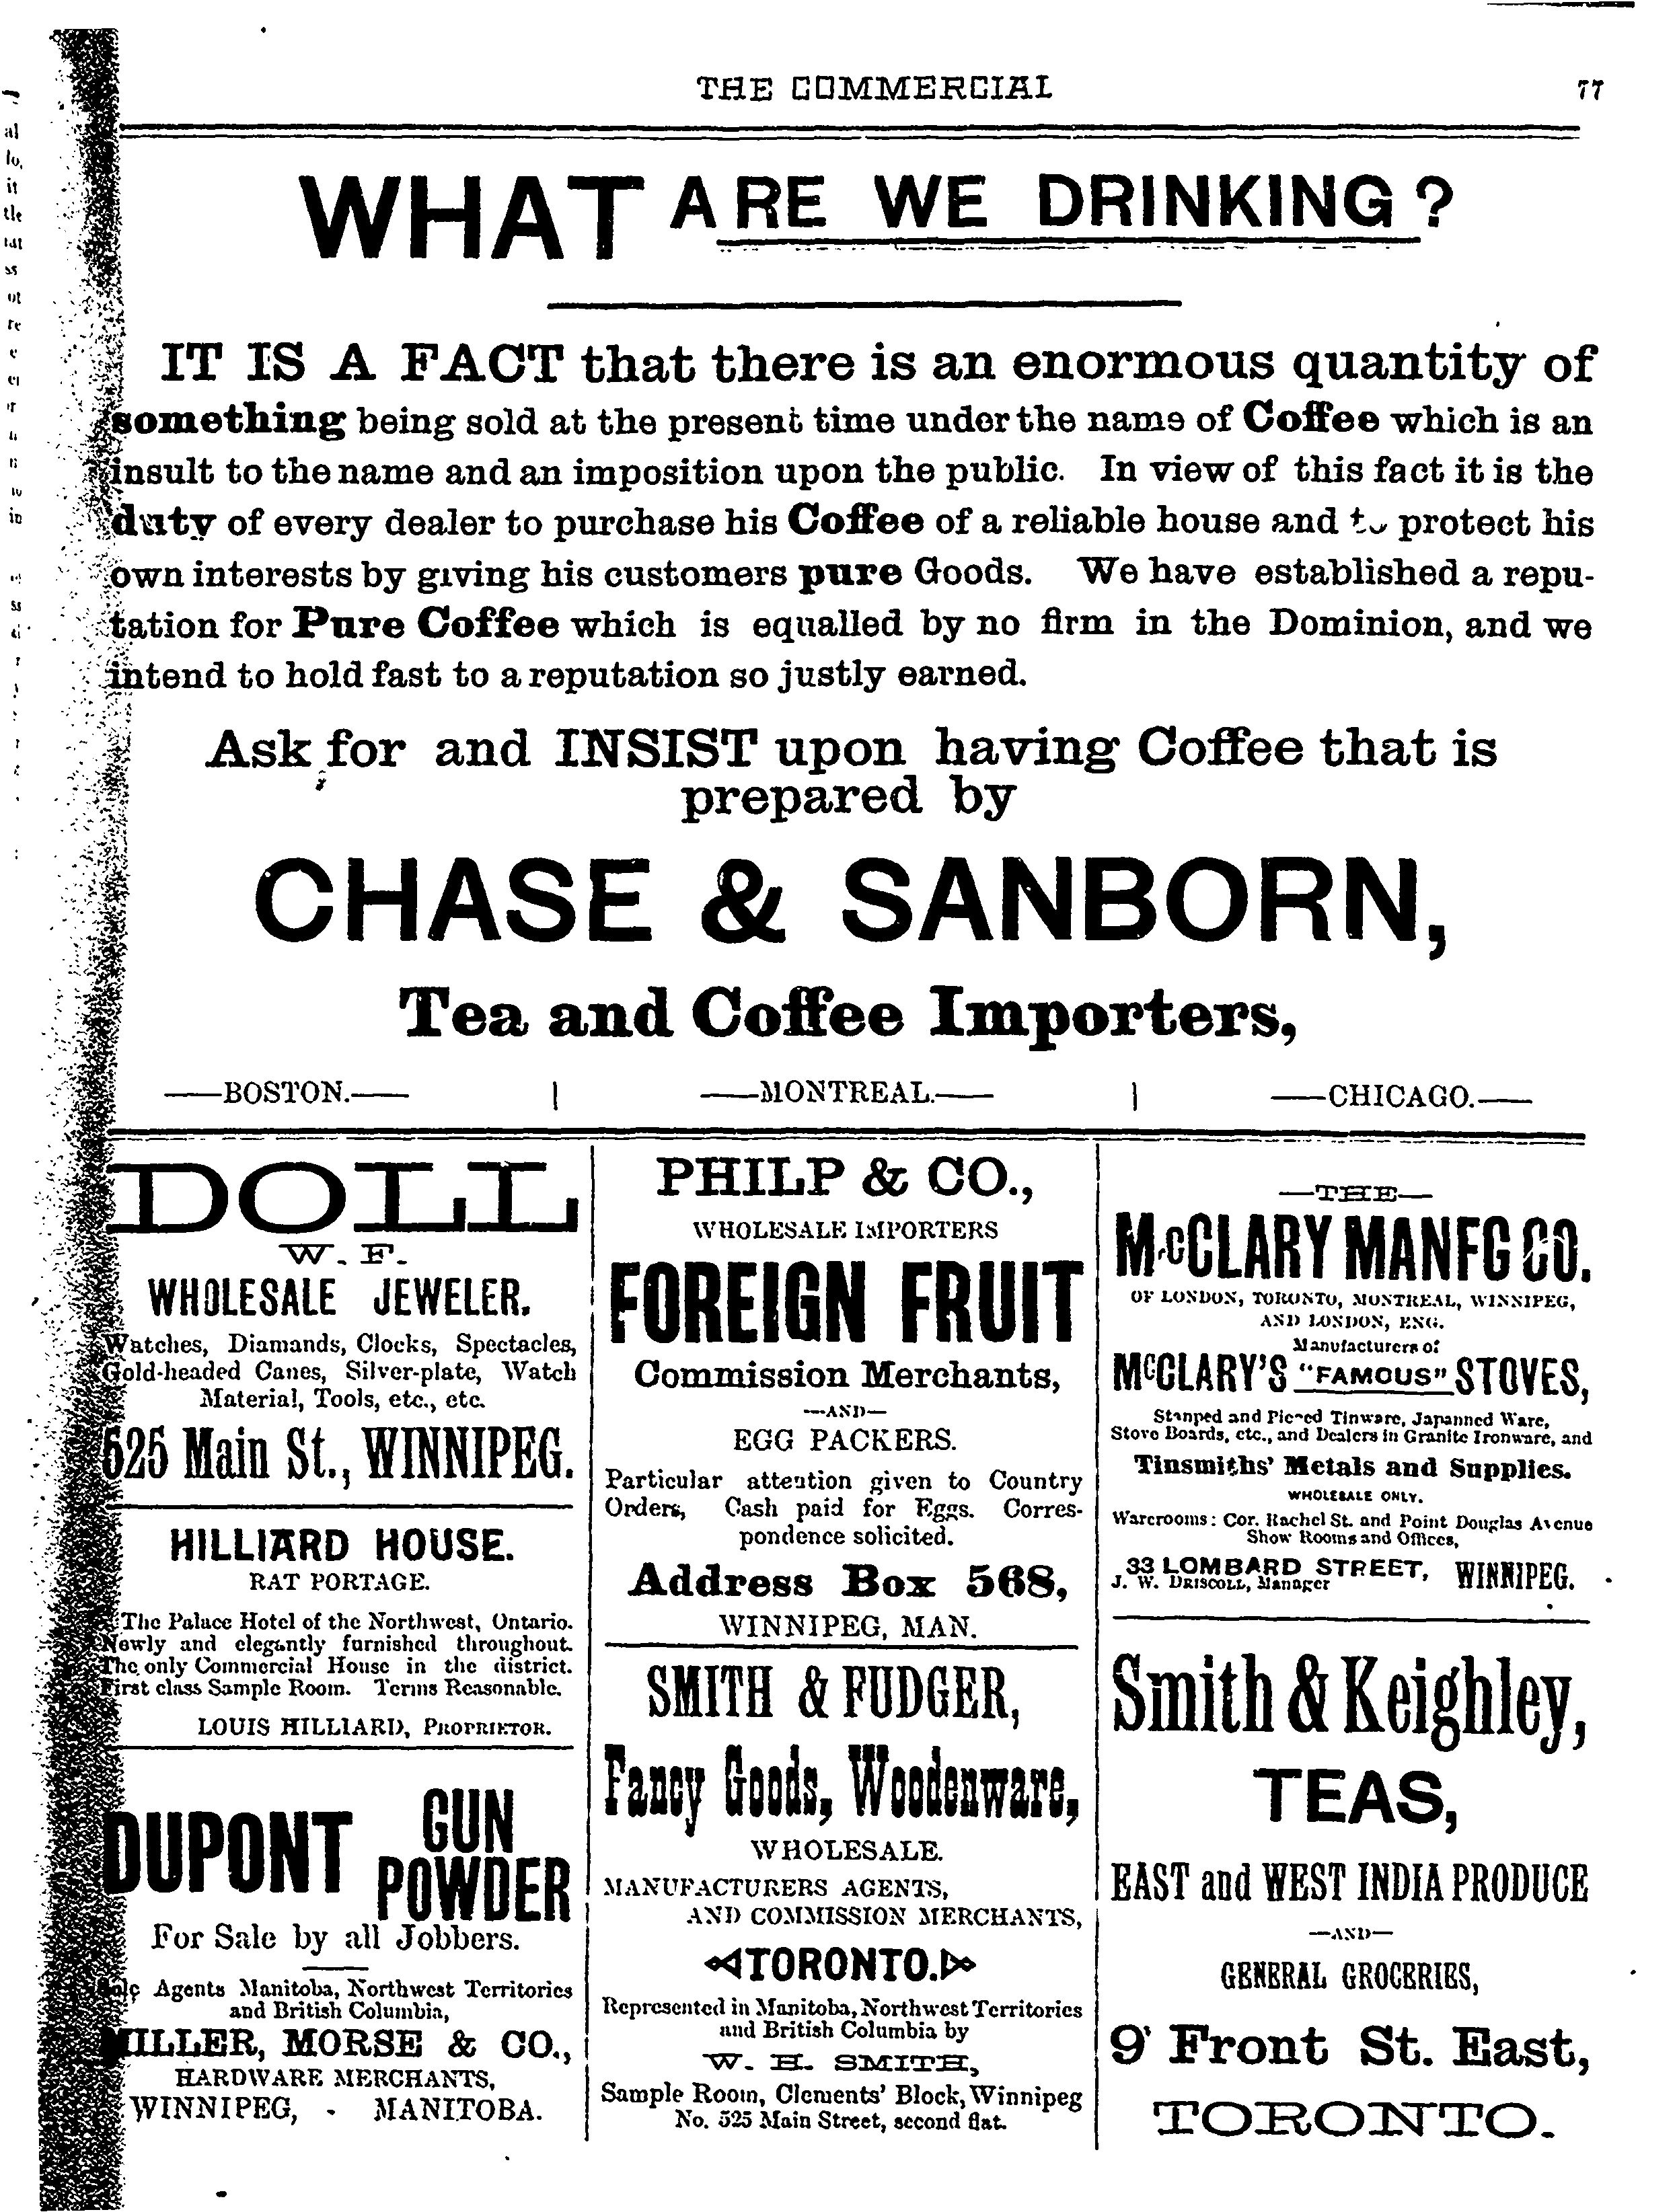 THE COMMERCIAL
77
WHAT ARE WE DRINKING?
IT IS A FACT that there is an enormous quantity of
something being sold at the present time under the name of Coffee which is an
insult to the name and an imposition upon the public. In view of this fact it is the
duty of every dealer to purchase his Coffee of a reliable house and to protect his
own interests by giving his customers pure Goods. We have established a repu-
tation for Pure Coffee which is equalled by no firm in the Dominion, and we
intend to hold fast to a reputation so justly earned.
Ask for and INSIST upon having Coffee that is
prepared by
CHASE & SANBORN,
Tea and Coffee Importers,
—BOSTON.— | —MONTREAL.— | —CHICAGO.—
DOLL
W. F.
WHOLESALE JEWELER.
Watches, Diamands, Clocks, Spectacles,
Gold-headed Canes, Silver-plate, Watch
Material, Tools, etc., etc.
525 Main St., WINNIPEG.
HILLIARD HOUSE.
RAT PORTAGE.
The Palace Hotel of the Northwest, Ontario.
Newly and elegantly furnished throughout.
The only Commercial House in the district.
First class Sample Room. Terms Reasonable.
LOUIS HILLIARD, PROPRIETOR.
DUPONT GUN
POWDER
For Sale by all Jobbers.
Sole Agents Manitoba, Northwest Territories
and British Columbia,
MILLER, MORSE & CO.,
HARDWARE MERCHANTS,
WINNIPEG, - MANITOBA.
PHILP & CO.,
WHOLESALE IMPORTERS
FOREIGN FRUIT
Commission Merchants,
—AND—
EGG PACKERS.
Particular attention given to Country
Orders, Cash paid for Eggs. Corres-
pondence solicited.
Address Box 568,
WINNIPEG, MAN.
SMITH & FUDGER,
Fancy Goods, Woodenware,
WHOLESALE.
MANUFACTURERS AGENTS,
AND COMMISSION MERCHANTS,
TORONTO.
Represented in Manitoba, Northwest Territories
and British Columbia by
W. H. SMITH,
Sample Room, Clements' Block, Winnipeg
No. 525 Main Street, second flat.
—THE—
McCLARY MANFG CO.
OF LONDON, TORONTO, MONTREAL, WINNIPEG,
AND LONDON, ENG.
Manufacturers of
McCLARY'S "FAMOUS" STOVES,
Stamped and Pieced Tinware, Japanned Ware,
Stove Boards, etc., and Dealers in Granite Ironware, and
Tinsmiths' Metals and Supplies.
WHOLESALE ONLY.
Warerooms: Cor. Rachel St. and Point Douglas Avenue
Show Rooms and Offices,
33 LOMBARD STREET, WINNIPEG.
J. W. DRISCOLL, Manager
Smith & Keighley,
TEAS,
EAST and WEST INDIA PRODUCE
—AND—
GENERAL GROCERIES,
9 Front St. East,
TORONTO.